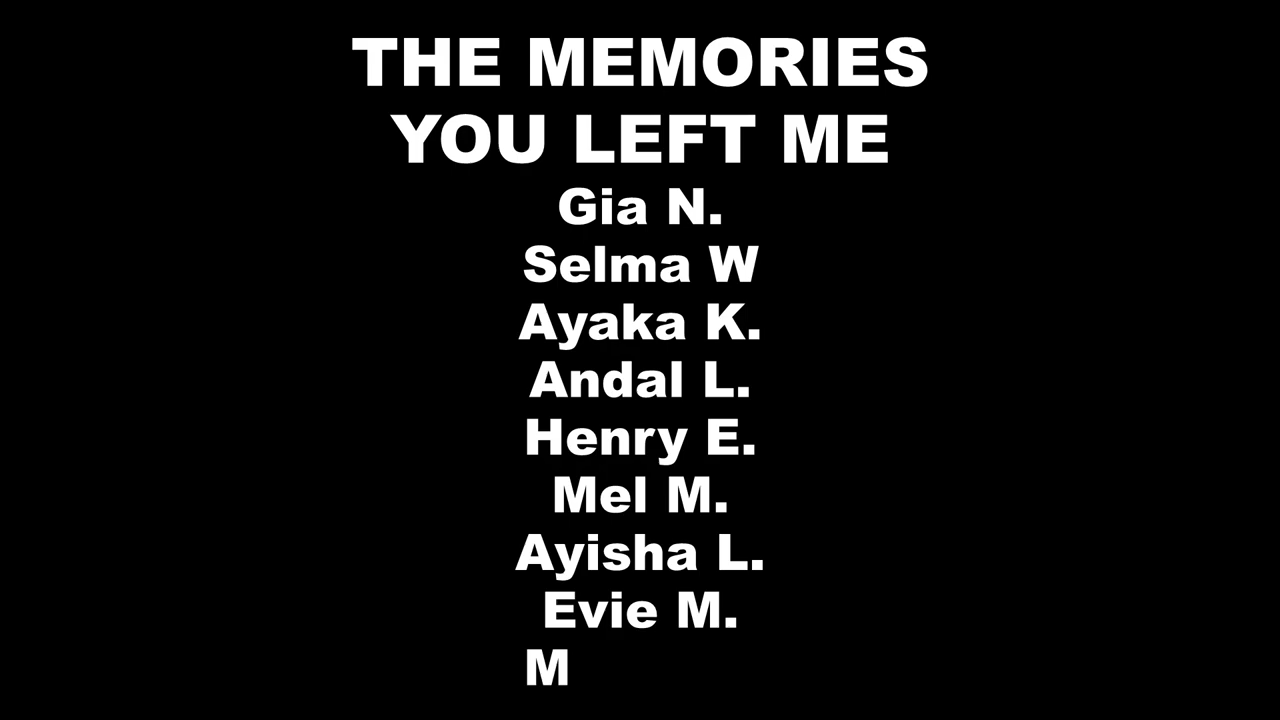 THE MEMORIES
YOU LEFT ME
Gia N.
Selma W
Ayaka K.
Andal L.
Henry E.
Mel M.
Ayisha L.
Evie M.
M